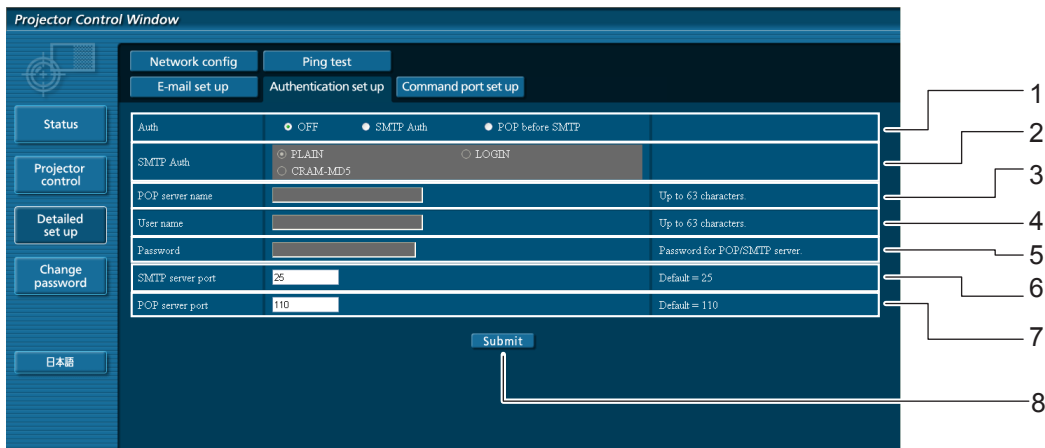 Projector Control Window
Network config Ping test
E-mail set up Authentication set up Command port set up
Status
Projector control
Detailed set up
Change password
日本語
Auth OFF SMTP Auth POP before SMTP
SMTP Auth PLAIN LOGIN
CRAM-MD5
POP server name Up to 63 characters.
User name Up to 63 characters.
Password Password for POP/SMTP server.
SMTP server port 25 Default = 25
POP server port 110 Default = 110
Submit
1
2
3
4
5
6
7
8